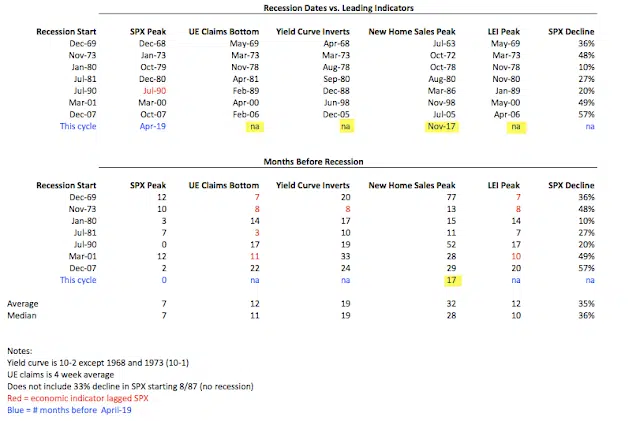 Recession Dates vs. Leading Indicators
Recession Start SPX Peak UE Claims Bottom Yield Curve Inverts New Home Sales Peak LEI Peak SPX Decline
Dec-69 Dec-68 May-69 Apr-68 Jul-63 May-69 36%
Nov-73 Jan-73 Mar-73 Mar-73 Oct-72 Mar-73 48%
Jan-80 Oct-79 Nov-78 Aug-78 Oct-78 Nov-78 10%
Jul-81 Dec-80 Apr-81 Sep-80 Aug-80 Nov-80 27%
Jul-90 Jul-90 Feb-89 Dec-88 Mar-86 Jan-89 20%
Mar-01 Mar-00 Apr-00 Jun-98 Nov-98 May-00 49%
Dec-07 Oct-07 Feb-06 Dec-05 Jul-05 Apr-06 57%
This cycle Apr-19 na na Nov-17 na na
Months Before Recession
Recession Start SPX Peak UE Claims Bottom Yield Curve Inverts New Home Sales Peak LEI Peak SPX Decline
Dec-69 12 7 20 77 7 36%
Nov-73 10 8 8 13 8 48%
Jan-80 3 14 17 15 14 10%
Jul-81 7 3 10 11 7 27%
Jul-90 0 17 19 52 17 20%
Mar-01 12 11 33 28 10 49%
Dec-07 2 22 24 29 20 57%
This cycle 0 na na 17 na na
Average 7 12 19 32 12 35%
Median 7 11 19 28 10 36%
Notes:
Yield curve is 10-2 except 1968 and 1973 (10-1)
UE claims is 4 week average
Does not include 33% decline in SPX starting 8/87 (no recession)
Red = economic indicator lagged SPX
Blue = # months before April-19